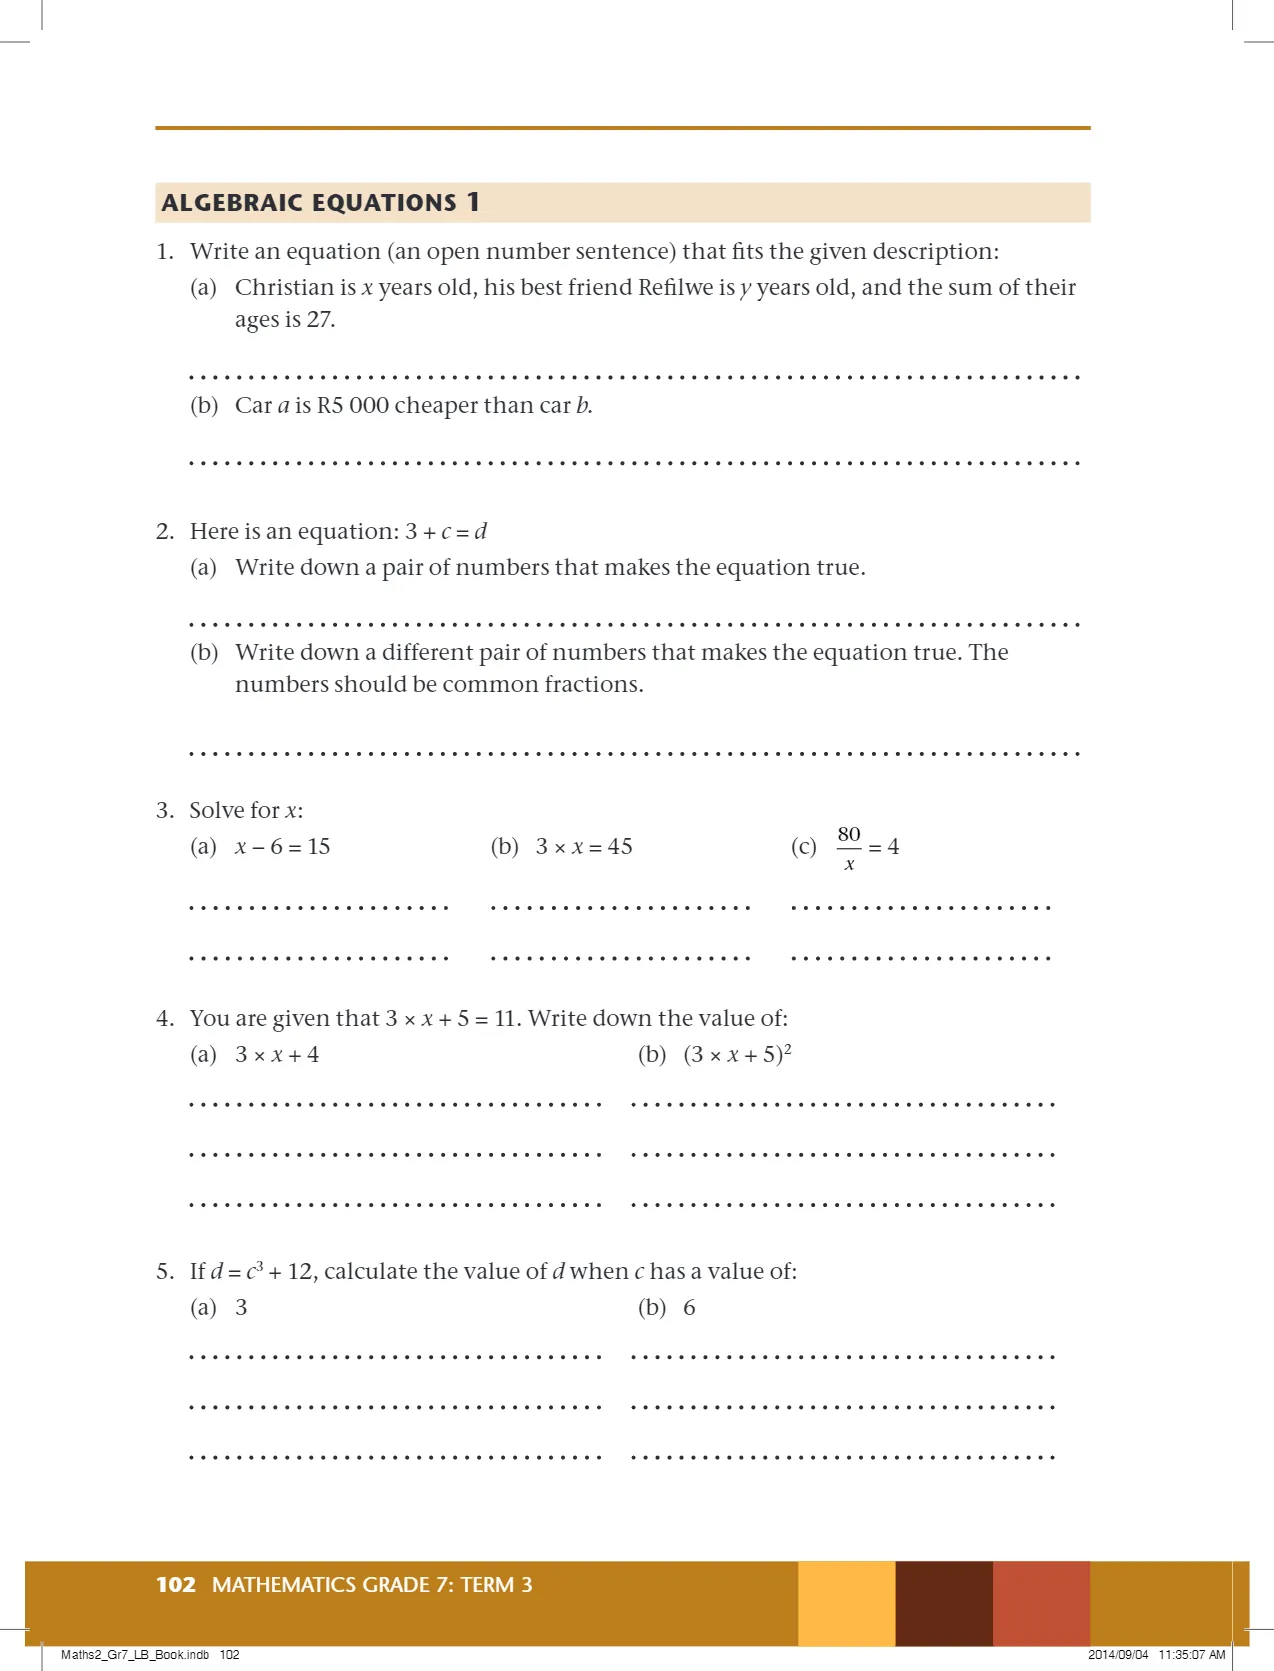 ALGEBRAIC EQUATIONS 1
1. Write an equation (an open number sentence) that fits the given description:
(a) Christian is x years old, his best friend Refilwe is y years old, and the sum of their
ages is 27.
(b) Car a is R5 000 cheaper than car b.
2. Here is an equation: 3 + c = d
(a) Write down a pair of numbers that makes the equation true.
(b) Write down a different pair of numbers that makes the equation true. The
numbers should be common fractions.
3. Solve for x:
(a) x – 6 = 15 (b) 3 × x = 45 (c) 80/x = 4
4. You are given that 3 × x + 5 = 11. Write down the value of:
(a) 3 × x + 4 (b) (3 × x + 5)²
5. If d = c³ + 12, calculate the value of d when c has a value of:
(a) 3 (b) 6
102 MATHEMATICS GRADE 7: TERM 3
Maths2_Gr7_LB_Book.indb 102 2014/09/04 11:35:07 AM